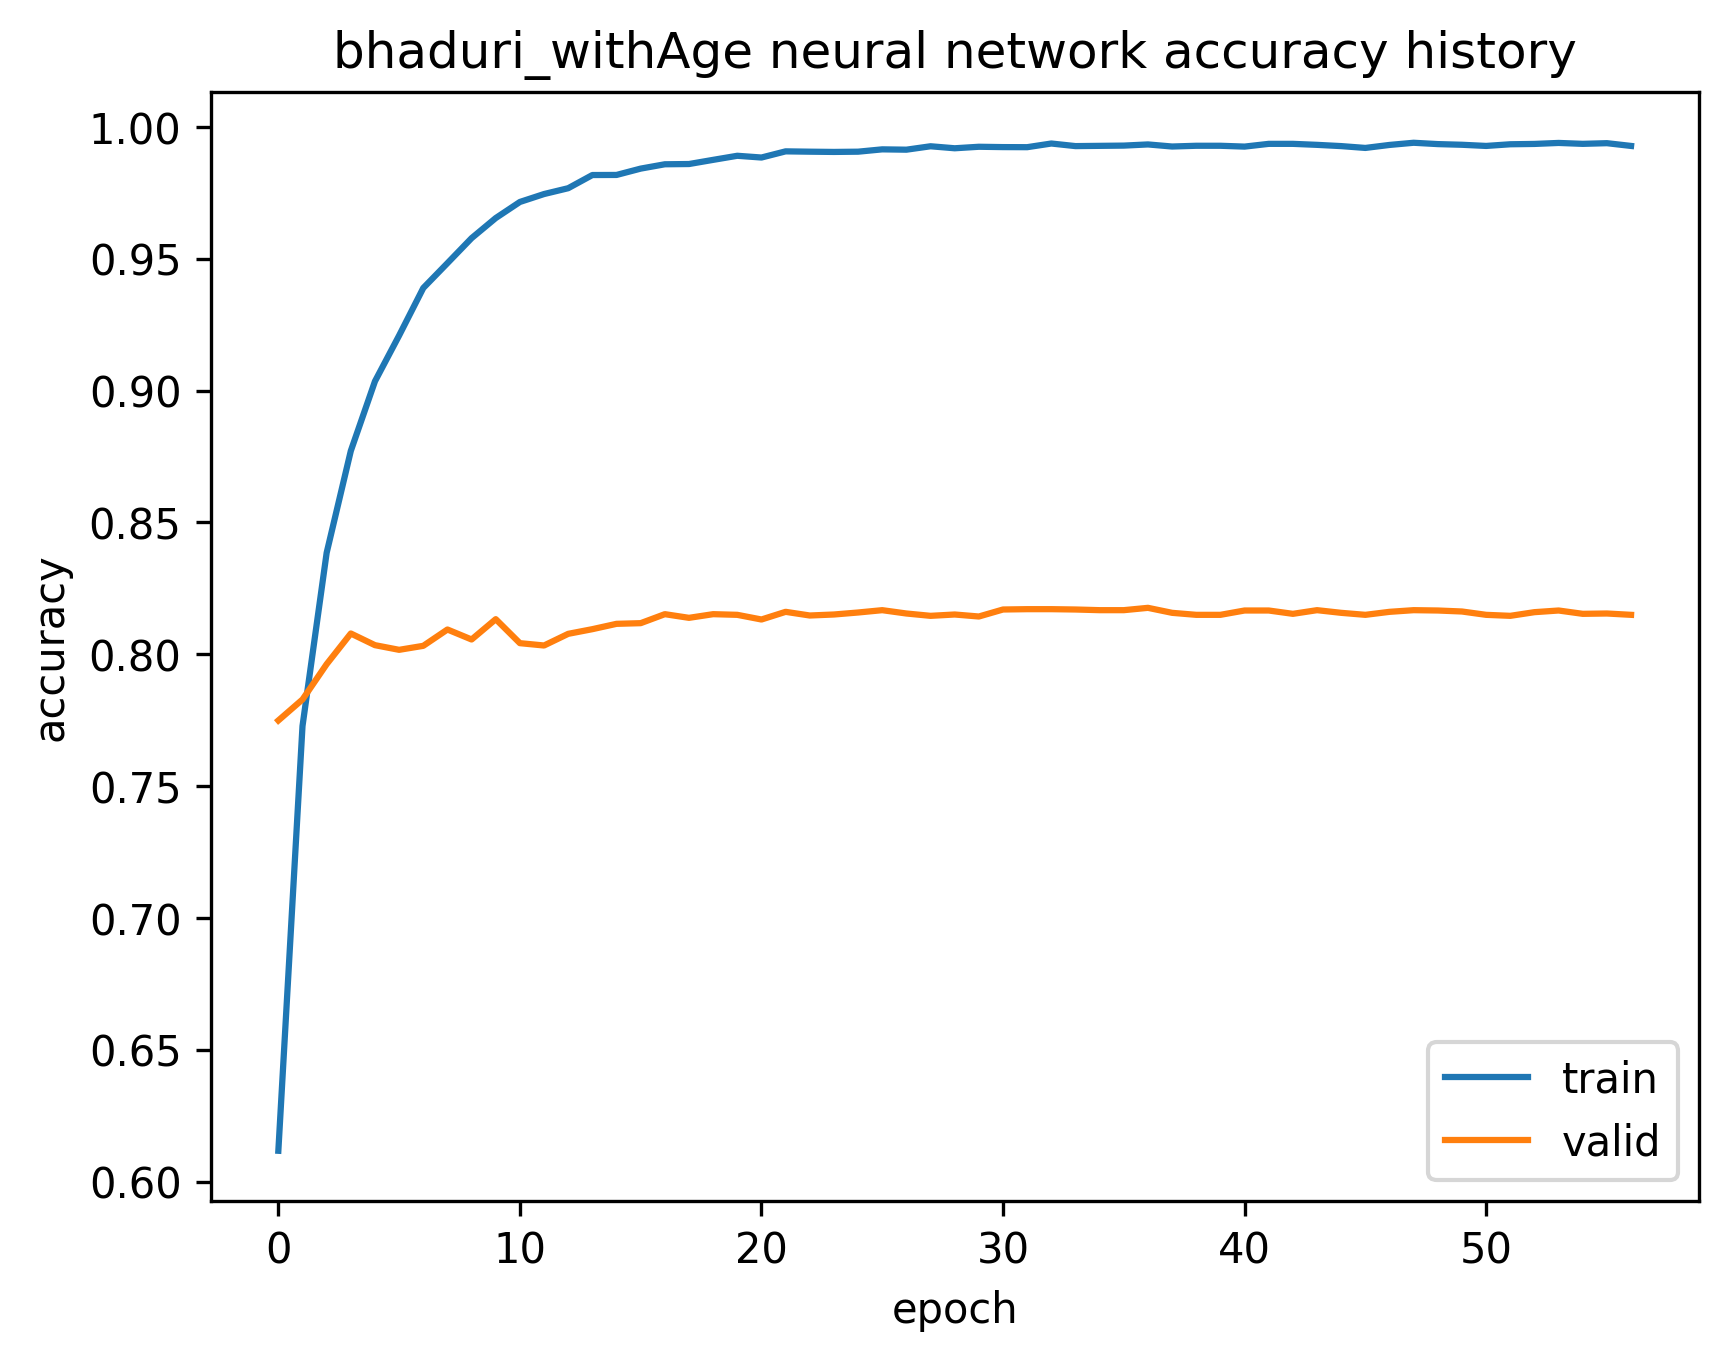 bhaduri_withAge neural network accuracy history
1.00
0.95
0.90
0.85
0.80
0.75
0.70
0.65
0.60
accuracy
0 10 20 30 40 50
epoch
train
valid